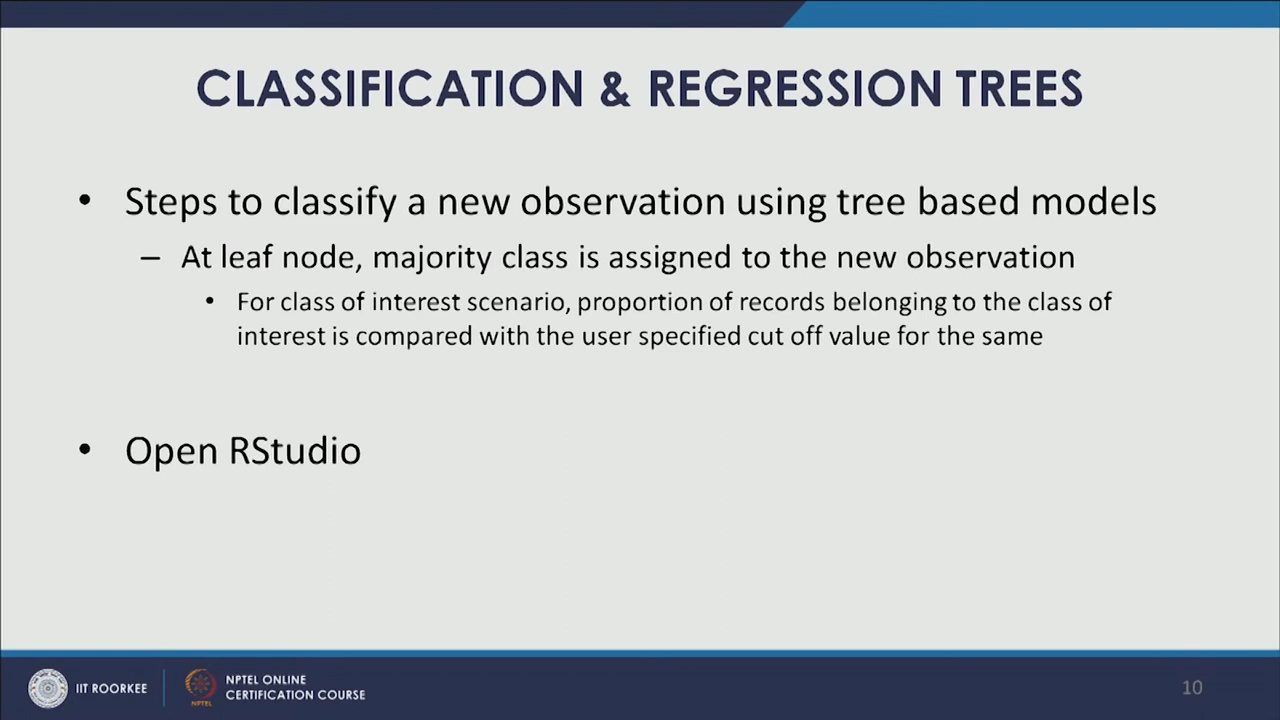 CLASSIFICATION & REGRESSION TREES
• Steps to classify a new observation using tree based models
– At leaf node, majority class is assigned to the new observation
• For class of interest scenario, proportion of records belonging to the class of
interest is compared with the user specified cut off value for the same
• Open RStudio
IIT ROORKEE
NPTEL
NPTEL ONLINE
CERTIFICATION COURSE
10